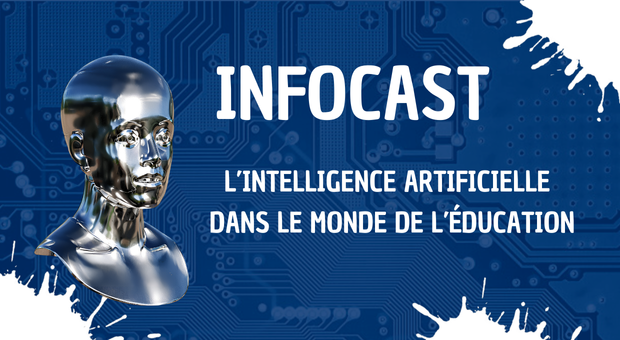 INFOCAST
L'INTELLIGENCE ARTIFICIELLE
DANS LE MONDE DE L'ÉDUCATION